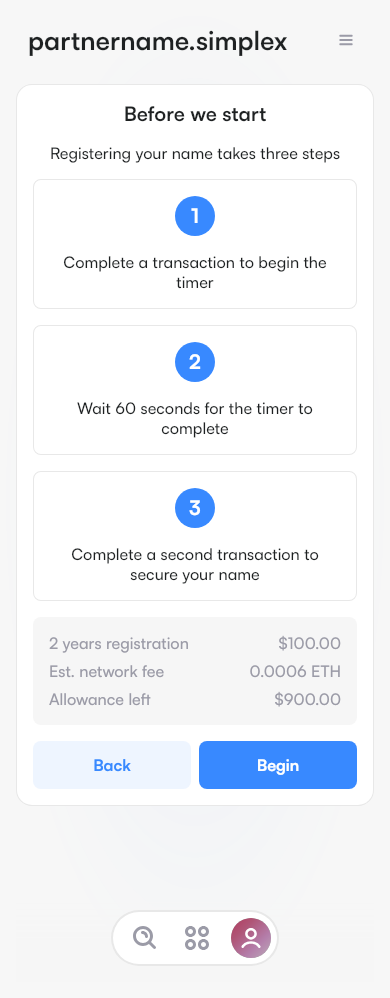 partnername.simplex
Before we start
Registering your name takes three steps
1
Complete a transaction to begin the
timer
2
Wait 60 seconds for the timer to
complete
3
Complete a second transaction to
secure your name
2 years registration $100.00
Est. network fee 0.0006 ETH
Allowance left $900.00
Back Begin